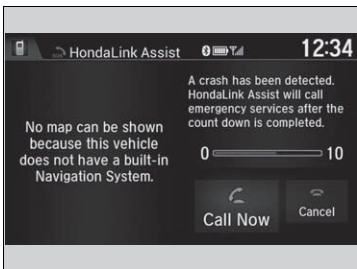 HondaLink Assist
12:34
A crash has been detected.
HondaLink Assist will call
emergency services after the
count down is completed.
No map can be shown
because this vehicle
does not have a built-in
Navigation System.
0 10
Call Now
Cancel